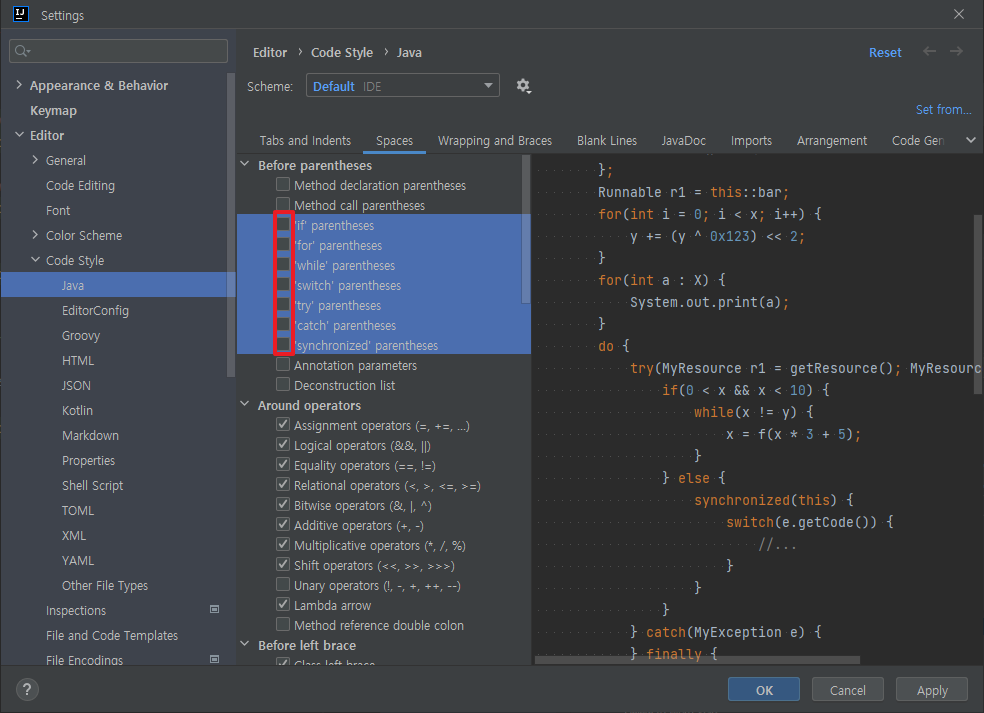 IJ
Settings
Editor › Code Style › Java
Reset
Scheme: Default IDE
Set from...
Tabs and Indents Spaces Wrapping and Braces Blank Lines JavaDoc Imports Arrangement Code Gen
Appearance & Behavior
Keymap
Editor
General
Code Editing
Font
Color Scheme
Code Style
Java
EditorConfig
Groovy
HTML
JSON
Kotlin
Markdown
Properties
Shell Script
TOML
XML
YAML
Other File Types
Inspections
File and Code Templates
File Encodings
Before parentheses
Method declaration parentheses
Method call parentheses
'if' parentheses
'for' parentheses
'while' parentheses
'switch' parentheses
'try' parentheses
'catch' parentheses
'synchronized' parentheses
Annotation parameters
Deconstruction list
Around operators
Assignment operators (=, +=, ...)
Logical operators (&&, ||)
Equality operators (==, !=)
Relational operators (<, >, <=, >=)
Bitwise operators (&, |, ^)
Additive operators (+, -)
Multiplicative operators (*, /, %)
Shift operators (<<, >>, >>>)
Unary operators (!, -, +, ++, --)
Lambda arrow
Method reference double colon
Before left brace
Class left brace
};
Runnable r1 = this::bar;
for(int i = 0; i < x; i++) {
y += (y ^ 0x123) << 2;
}
for(int a : X) {
System.out.print(a);
}
do {
try(MyResource r1 = getResource(); MyResourc
if(0 < x && x < 10) {
while(x != y) {
x = f(x * 3 + 5);
}
} else {
synchronized(this) {
switch(e.getCode()) {
//...
}
}
}
} catch(MyException e) {
} finally {
?
OK
Cancel
Apply